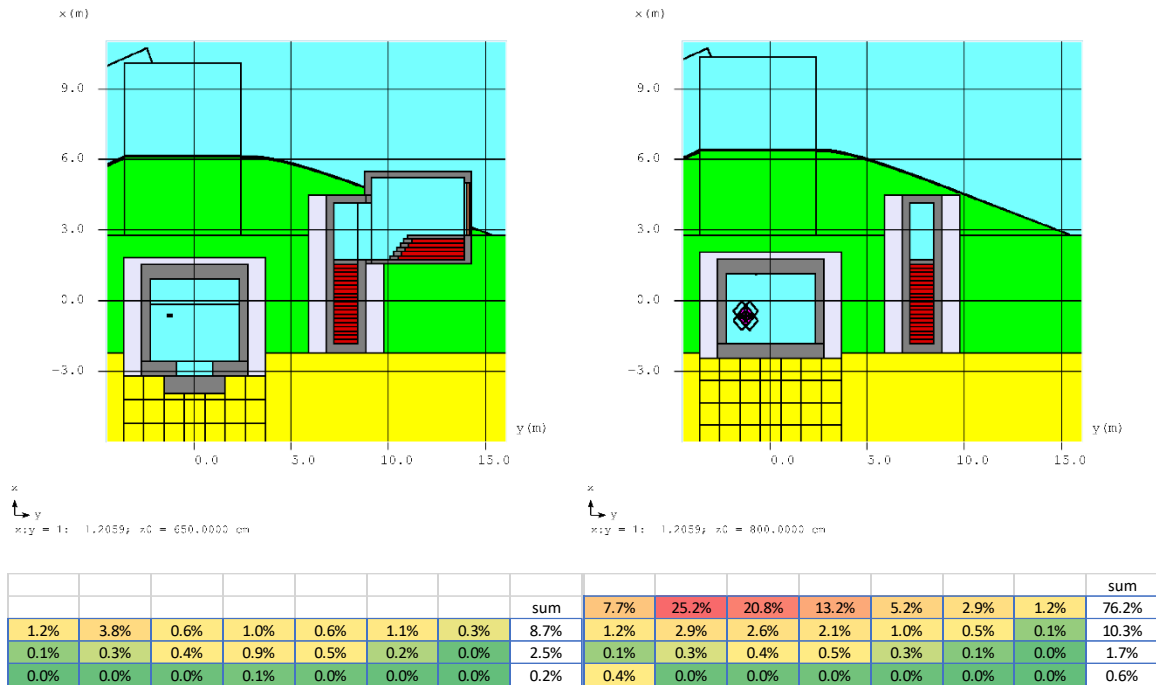 x(m)
x(m)
9.0
9.0
6.0
6.0
3.0
3.0
0.0
0.0
-3.0
-3.0
y(m)
y(m)
0.0 5.0 10.0 15.0
0.0 5.0 10.0 15.0
x
y
x
y
x:y = 1: 1.2059; z0 = 650.0000 cm
x:y = 1: 1.2059; z0 = 800.0000 cm
sum
sum 7.7% 25.2% 20.8% 13.2% 5.2% 2.9% 1.2% 76.2%
1.2% 3.8% 0.6% 1.0% 0.6% 1.1% 0.3% 8.7% 1.2% 2.9% 2.6% 2.1% 1.0% 0.5% 0.1% 10.3%
0.1% 0.3% 0.4% 0.9% 0.5% 0.2% 0.0% 2.5% 0.1% 0.3% 0.4% 0.5% 0.3% 0.1% 0.0% 1.7%
0.0% 0.0% 0.0% 0.1% 0.0% 0.0% 0.0% 0.2% 0.4% 0.0% 0.0% 0.0% 0.0% 0.0% 0.0% 0.6%